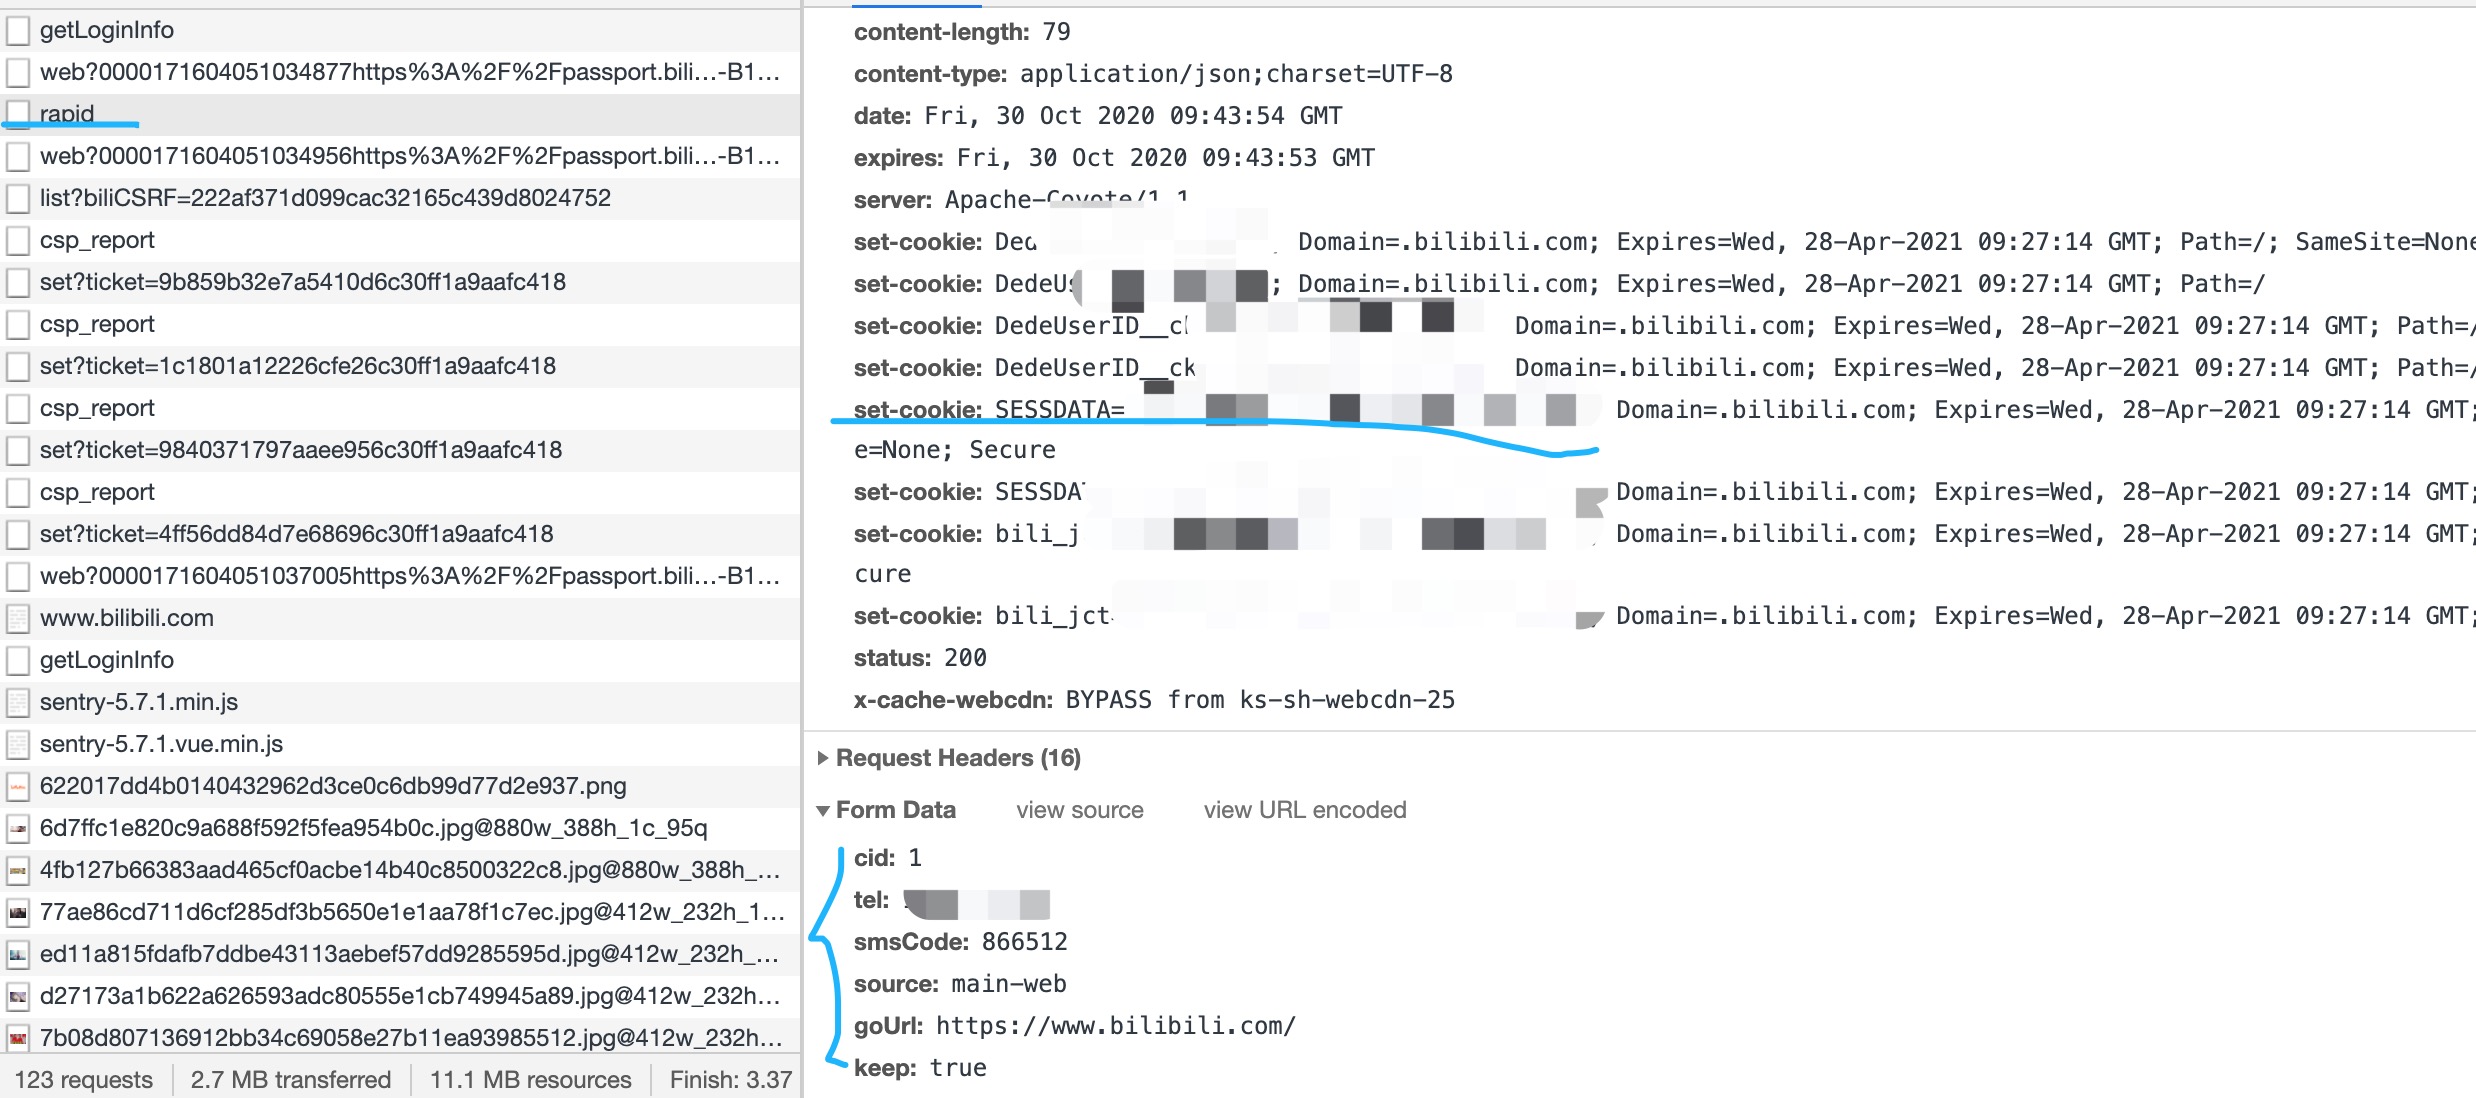 getLoginInfo
web?0000171604051034877https%3A%2F%2Fpassport.bili...-B1...
rapid
web?0000171604051034956https%3A%2F%2Fpassport.bili...-B1...
list?biliCSRF=222af371d099cac32165c439d8024752
csp_report
set?ticket=9b859b32e7a5410d6c30ff1a9aafc418
csp_report
set?ticket=1c1801a12226cfe26c30ff1a9aafc418
csp_report
set?ticket=9840371797aaee956c30ff1a9aafc418
csp_report
set?ticket=4ff56dd84d7e68696c30ff1a9aafc418
web?0000171604051037005https%3A%2F%2Fpassport.bili...-B1...
www.bilibili.com
getLoginInfo
sentry-5.7.1.min.js
sentry-5.7.1.vue.min.js
622017dd4b0140432962d3ce0c6db99d77d2e937.png
6d7ffc1e820c9a688f592f5fea954b0c.jpg@880w_388h_1c_95q
4fb127b66383aad465cf0acbe14b40c8500322c8.jpg@880w_388h_...
77ae86cd711d6cf285df3b5650e1e1aa78f1c7ec.jpg@412w_232h_1...
ed11a815fdafb7ddbe43113aebef57dd9285595d.jpg@412w_232h_...
d27173a1b622a626593adc80555e1cb749945a89.jpg@412w_232h...
7b08d807136912bb34c69058e27b11ea93985512.jpg@412w_232h...
123 requests 2.7 MB transferred 11.1 MB resources Finish: 3.37
content-length: 79
content-type: application/json;charset=UTF-8
date: Fri, 30 Oct 2020 09:43:54 GMT
expires: Fri, 30 Oct 2020 09:43:53 GMT
server: Apache-Coyote/1.1
set-cookie: Ded Domain=.bilibili.com; Expires=Wed, 28-Apr-2021 09:27:14 GMT; Path=/; SameSite=None
set-cookie: DedeUs ; Domain=.bilibili.com; Expires=Wed, 28-Apr-2021 09:27:14 GMT; Path=/
set-cookie: DedeUserID__c Domain=.bilibili.com; Expires=Wed, 28-Apr-2021 09:27:14 GMT; Path=/
set-cookie: DedeUserID__ck Domain=.bilibili.com; Expires=Wed, 28-Apr-2021 09:27:14 GMT; Path=/
set-cookie: SESSDATA= Domain=.bilibili.com; Expires=Wed, 28-Apr-2021 09:27:14 GMT;
e=None; Secure
set-cookie: SESSDAT Domain=.bilibili.com; Expires=Wed, 28-Apr-2021 09:27:14 GMT;
set-cookie: bili_j Domain=.bilibili.com; Expires=Wed, 28-Apr-2021 09:27:14 GMT;
cure
set-cookie: bili_jct Domain=.bilibili.com; Expires=Wed, 28-Apr-2021 09:27:14 GMT;
status: 200
x-cache-webcdn: BYPASS from ks-sh-webcdn-25
Request Headers (16)
Form Data view source view URL encoded
cid: 1
tel:
smsCode: 866512
source: main-web
goUrl: https://www.bilibili.com/
keep: true